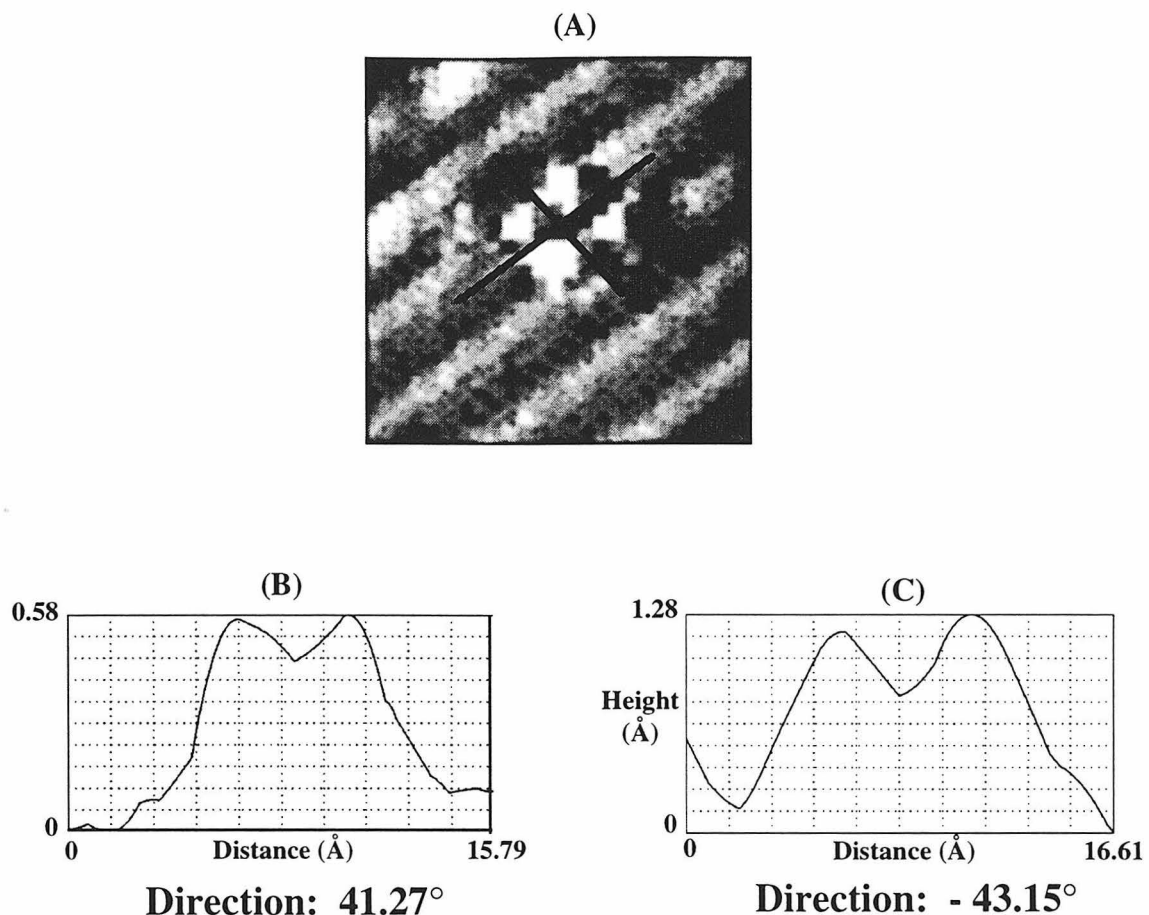 (A)
(B)
0.58
0
0
Distance (Å)
15.79
Direction: 41.27°
(C)
1.28
Height
(Å)
0
0
Distance (Å)
16.61
Direction: - 43.15°